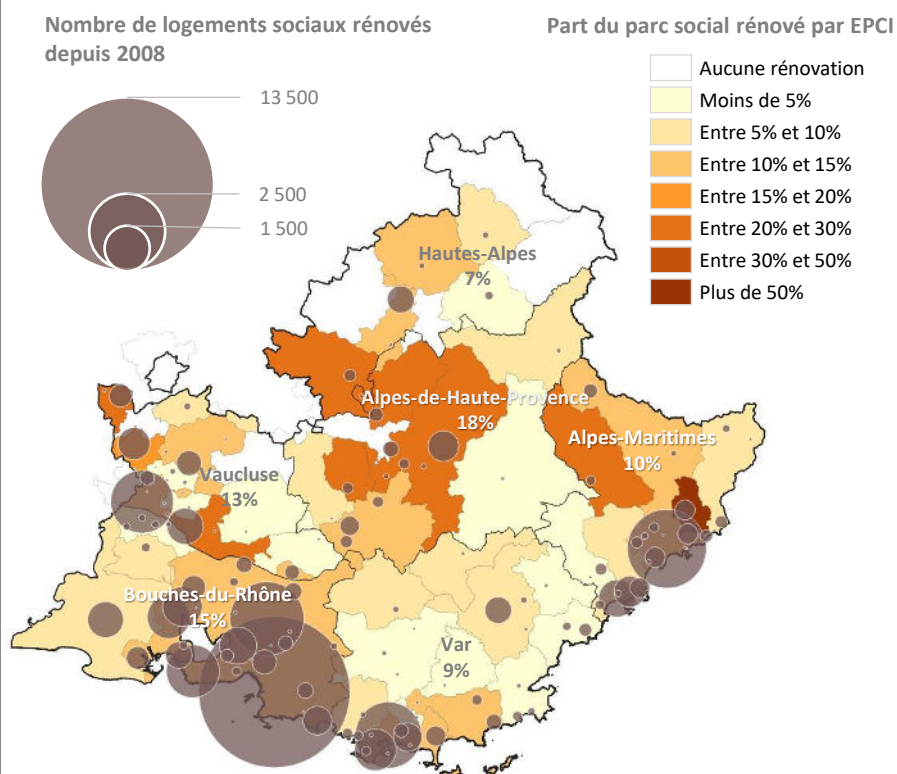 Nombre de logements sociaux rénovés
depuis 2008
13 500
2 500
1 500
Part du parc social rénové par EPCI
Aucune rénovation
Moins de 5%
Entre 5% et 10%
Entre 10% et 15%
Entre 15% et 20%
Entre 20% et 30%
Entre 30% et 50%
Plus de 50%
Hautes-Alpes
7%
Alpes-de-Haute-Provence
18%
Alpes-Maritimes
10%
Vaucluse
13%
Bouches-du-Rhône
15%
Var
9%